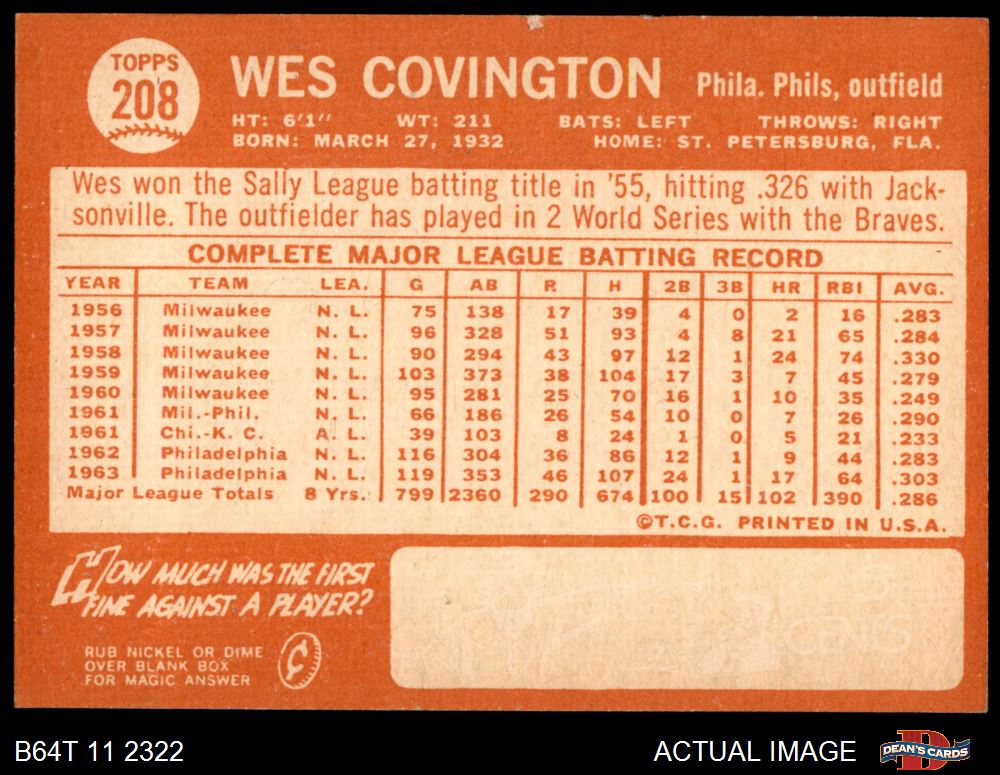 TOPPS
208
WES COVINGTON Phila. Phils, outfield
HT: 6'1" WT: 211 BATS: LEFT THROWS: RIGHT
BORN: MARCH 27, 1932 HOME: ST. PETERSBURG, FLA.
Wes won the Sally League batting title in '55, hitting .326 with Jack-
sonville. The outfielder has played in 2 World Series with the Braves.
COMPLETE MAJOR LEAGUE BATTING RECORD
YEAR TEAM LEA. G AB R H 2B 3B HR RBI AVG.
1956 Milwaukee N. L. 75 138 17 39 4 0 2 16 .283
1957 Milwaukee N. L. 96 328 51 93 4 8 21 65 .284
1958 Milwaukee N. L. 90 294 43 97 12 1 24 74 .330
1959 Milwaukee N. L. 103 373 38 104 17 3 7 45 .279
1960 Milwaukee N. L. 95 281 25 70 16 1 10 35 .249
1961 Mil.-Phil. N. L. 66 186 26 54 10 0 7 26 .290
1961 Chi.-K. C. A. L. 39 103 8 24 1 0 5 21 .233
1962 Philadelphia N. L. 116 304 36 86 12 1 9 44 .283
1963 Philadelphia N. L. 119 353 46 107 24 1 17 64 .303
Major League Totals 8 Yrs. 799 2360 290 674 100 15 102 390 .286
©T.C.G. PRINTED IN U.S.A.
HOW MUCH WAS THE FIRST
FINE AGAINST A PLAYER?
RUB NICKEL OR DIME
OVER BLANK BOX
FOR MAGIC ANSWER
¢
CENTS
B64T 11 2322
ACTUAL IMAGE
DEAN'S CARDS